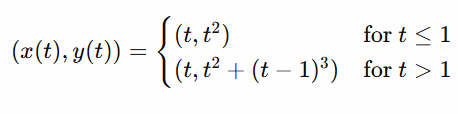 (x(t), y(t)) = { (t, t²) for t ≤ 1
(t, t² + (t − 1)³) for t > 1